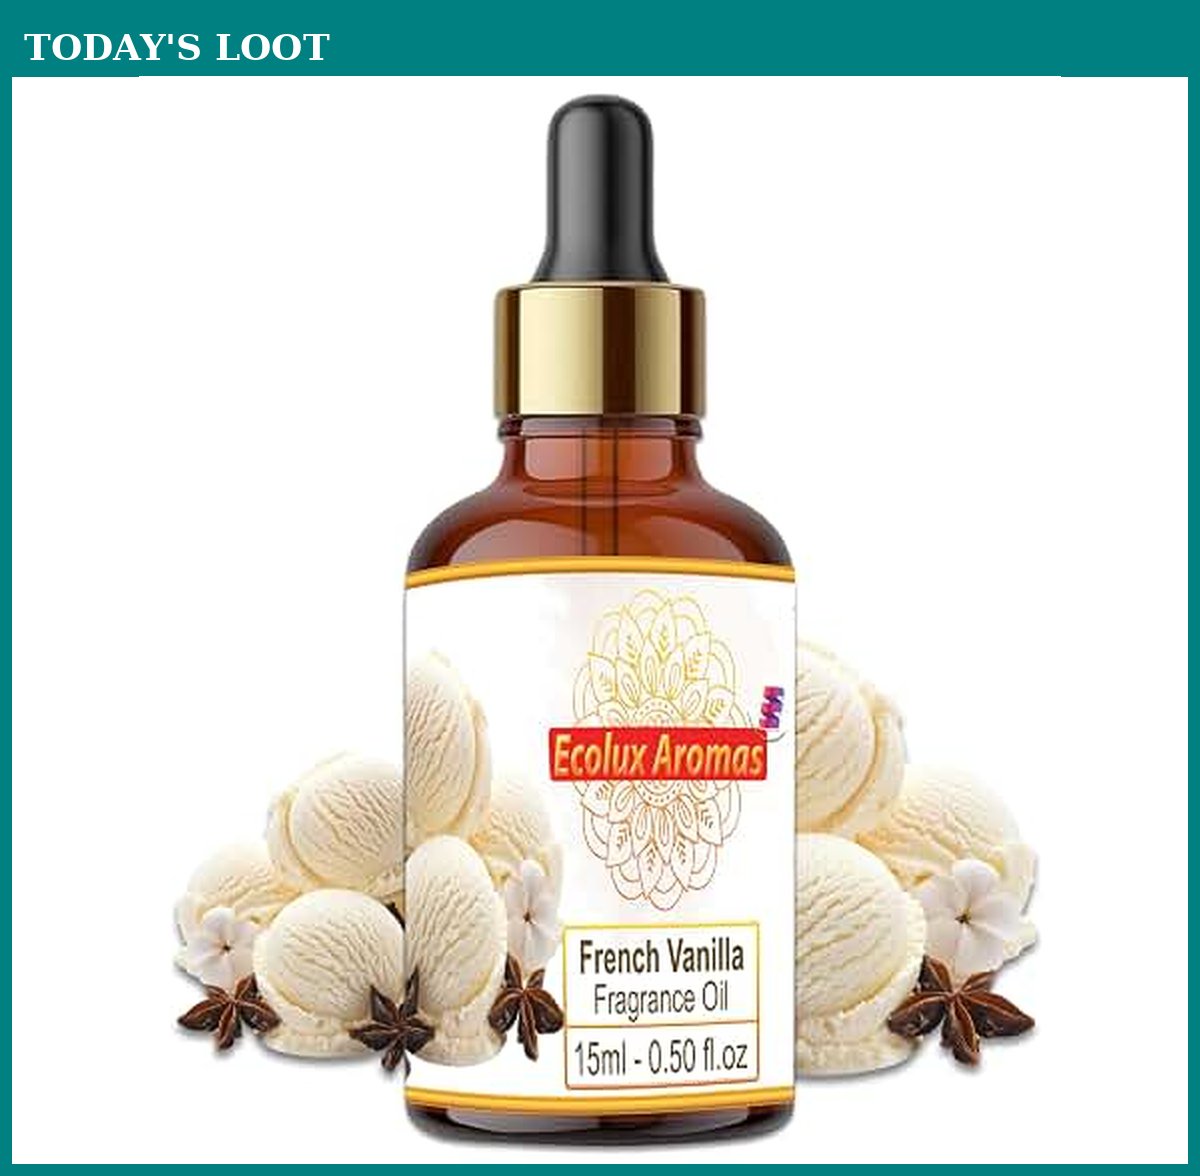 TODAY'S LOOT
Ecolux Aromas
French Vanilla
Fragrance Oil
15ml - 0.50 fl.oz